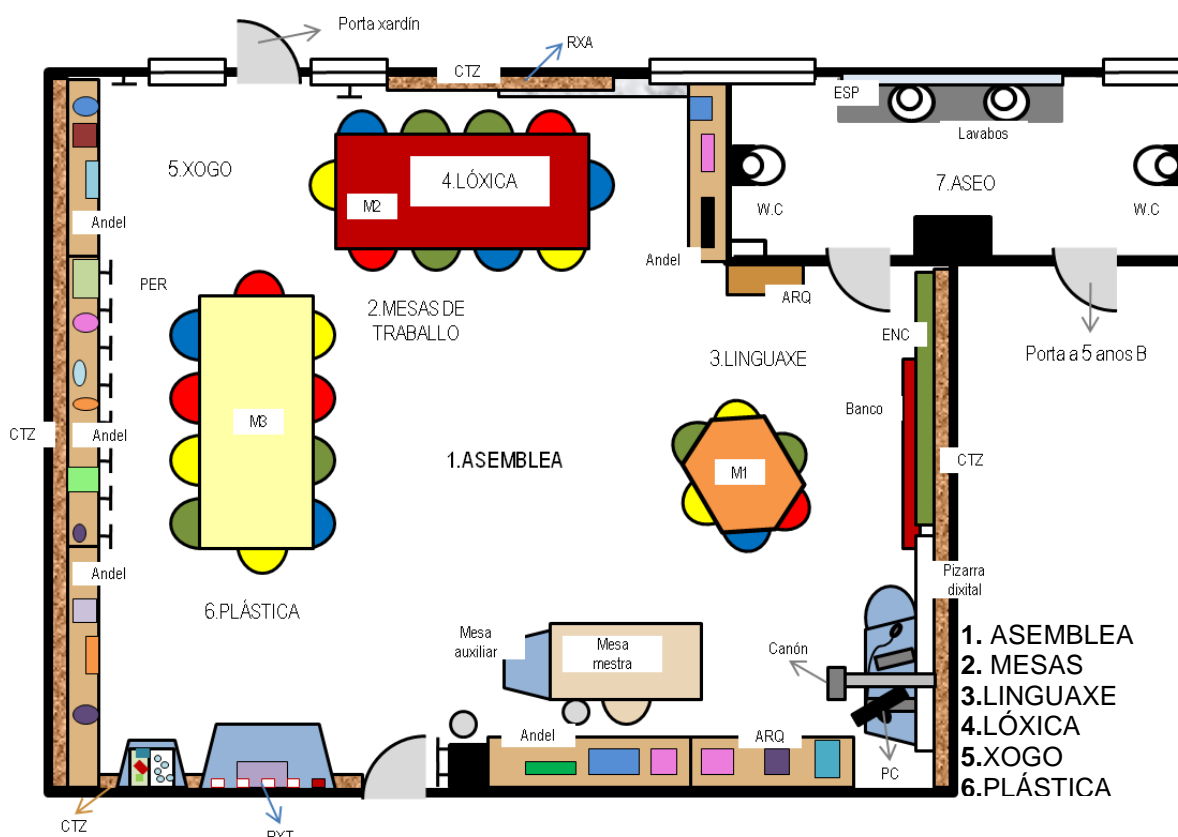 Porta xardín
RXA
CTZ
ESP
Lavabos
5.XOGO
4.LÓXICA
M2
7.ASEO
W.C
W.C
Andel
Andel
PER
ARQ
2.MESAS DE
TRABALLO
ENC
3.LINGUAXE
Porta a 5 anos B
Banco
M3
CTZ
Andel
1.ASEMBLEA
CTZ
M1
Andel
Pizarra
dixital
6.PLÁSTICA
Mesa
auxiliar
Mesa
mestra
Canón
1. ASEMBLEA
2. MESAS
3.LINGUAXE
4.LÓXICA
5.XOGO
6.PLÁSTICA
Andel
ARQ
PC
CTZ